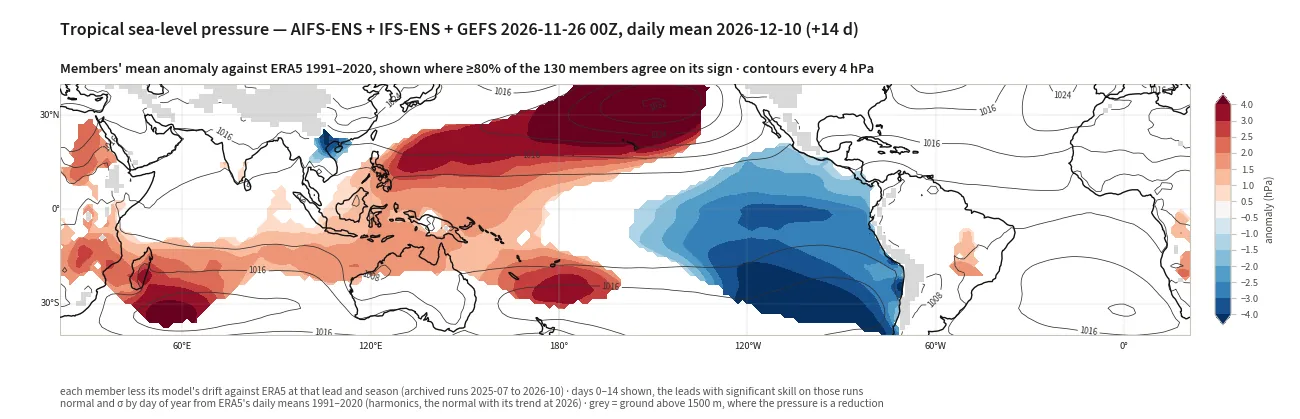 Tropical sea-level pressure — AIFS-ENS + IFS-ENS + GEFS 2026-11-26 00Z, daily mean 2026-12-10 (+14 d)
Members' mean anomaly against ERA5 1991–2020, shown where ≥80% of the 130 members agree on its sign · contours every 4 hPa
30°N
0°
30°S
1016
1016
1016
1016
1024
1016
1016
1008
1016
1016
1008
1016
60°E
120°E
180°
120°W
60°W
0°
4.0
3.0
2.5
2.0
1.5
1.0
0.5
−0.5
−1.0
−1.5
−2.0
−2.5
−3.0
−4.0
anomaly (hPa)
each member less its model's drift against ERA5 at that lead and season (archived runs 2025-07 to 2026-10) · days 0–14 shown, the leads with significant skill on those runs
normal and σ by day of year from ERA5's daily means 1991–2020 (harmonics, the normal with its trend at 2026) · grey = ground above 1500 m, where the pressure is a reduction